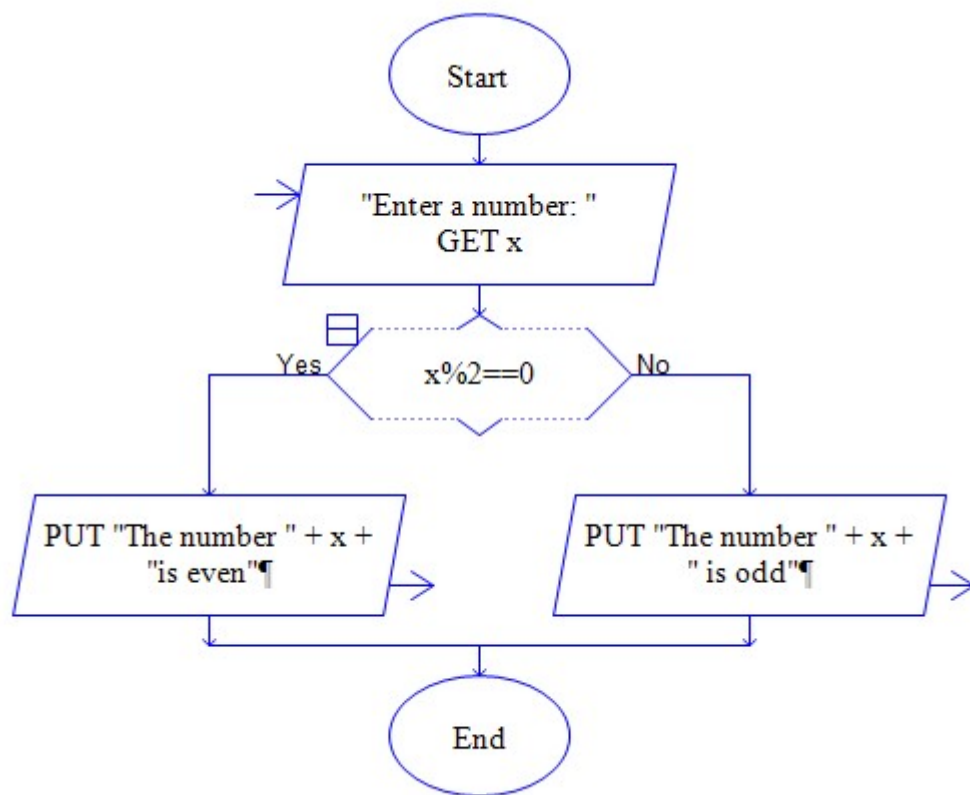 Start
"Enter a number: "
GET x
Yes
x%2==0
No
PUT "The number " + x +
"is even"¶
PUT "The number " + x +
" is odd"¶
End